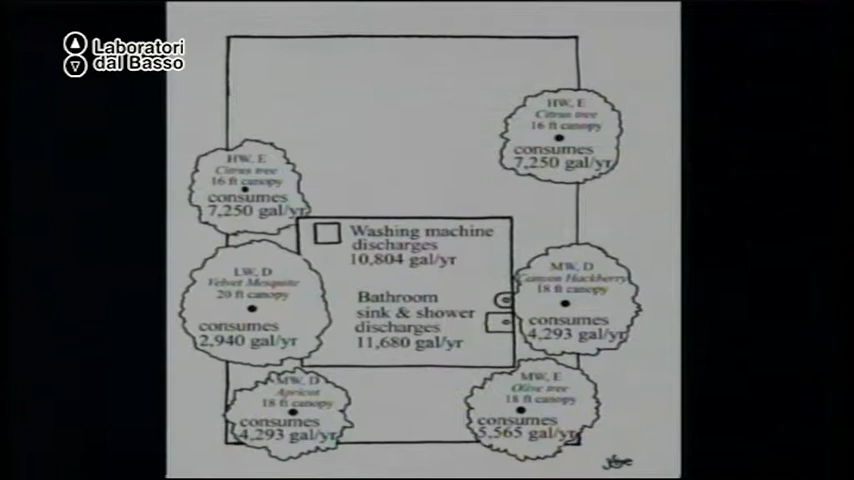 Laboratori
dal Basso
HW, E
Citrus tree
16 ft canopy
consumes
7,250 gal/yr
HW, E
Citrus tree
16 ft canopy
consumes
7,250 gal/yr
Washing machine
discharges
10,804 gal/yr
LW, D
Velvet Mesquite
20 ft canopy
consumes
2,940 gal/yr
Bathroom
sink & shower
discharges
11,680 gal/yr
MW, D
Canyon Hackberry
18 ft canopy
consumes
4,293 gal/yr
MW, D
Apricot
18 ft canopy
consumes
4,293 gal/yr
MW, E
Olive tree
18 ft canopy
consumes
5,565 gal/yr